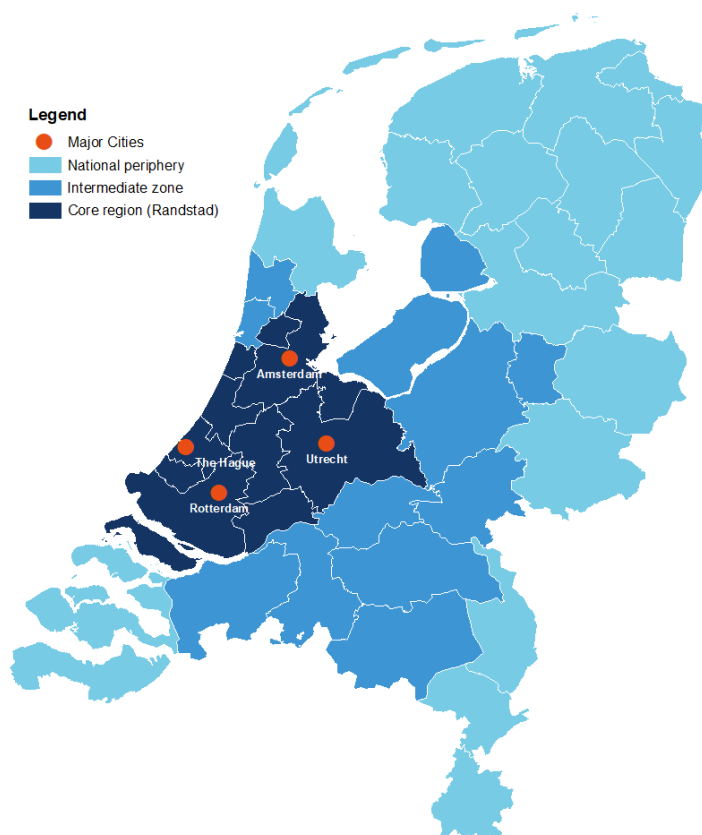 Legend
Major Cities
National periphery
Intermediate zone
Core region (Randstad)
Amsterdam
The Hague
Utrecht
Rotterdam